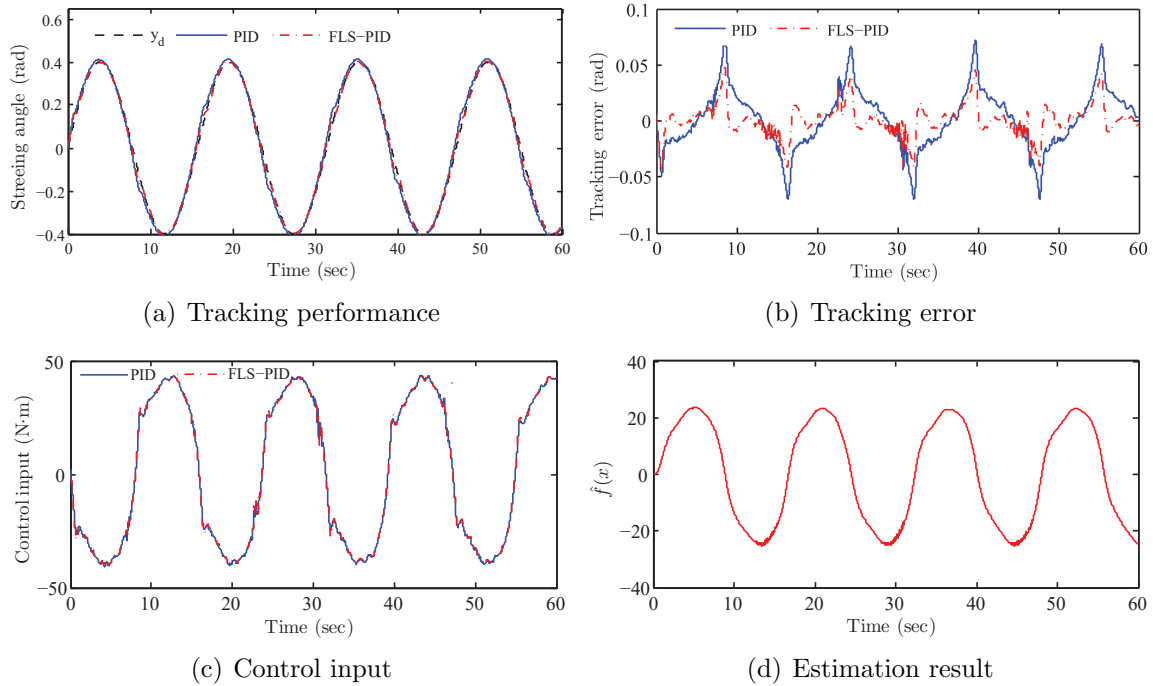 y_d PID FLS−PID
Streeing angle (rad)
0.6
0.4
0.2
0
−0.2
−0.4
0 10 20 30 40 50 60
Time (sec)
(a) Tracking performance
PID FLS−PID
Tracking error (rad)
0.1
0.05
0
−0.05
−0.1
0 10 20 30 40 50 60
Time (sec)
(b) Tracking error
PID FLS−PID
Control input (N·m)
50
0
−50
0 10 20 30 40 50 60
Time (sec)
(c) Control input
f̂(x)
40
20
0
−20
−40
0 10 20 30 40 50 60
Time (sec)
(d) Estimation result